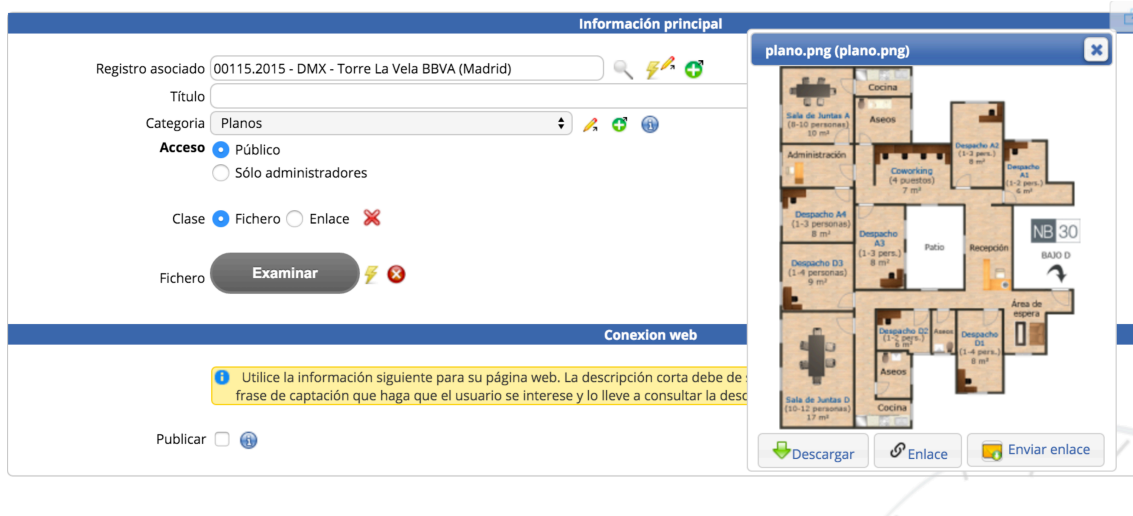 Información principal
Registro asociado 00115.2015 - DMX - Torre La Vela BBVA (Madrid)
Título
Categoria Planos
Acceso Público
Sólo administradores
Clase Fichero Enlace
Fichero Examinar
Conexion web
Utilice la información siguiente para su página web. La descripción corta debe de
frase de captación que haga que el usuario se interese y lo lleve a consultar la desc
Publicar
plano.png (plano.png)
Cocina
Sala de Juntas A
(8-10 personas)
10 m²
Aseos
Administración
Coworking
(4 puestos)
7 m²
Despacho A2
(1-3 pers.)
8 m²
Despacho
A1
(1-2 pers.)
6 m²
Despacho A4
(1-3 personas)
8 m²
Despacho
A3
(1-3 pers.)
8 m²
Patio
Recepción
NB 30
BAJO D
Despacho D3
(1-4 personas)
9 m²
Área de
espera
Despacho D2
(1-2 pers.)
6 m²
Aseos
Despacho
D1
(1-4 pers.)
8 m²
Aseos
Sala de Juntas D
(10-12 personas)
17 m²
Cocina
Descargar
Enlace
Enviar enlace